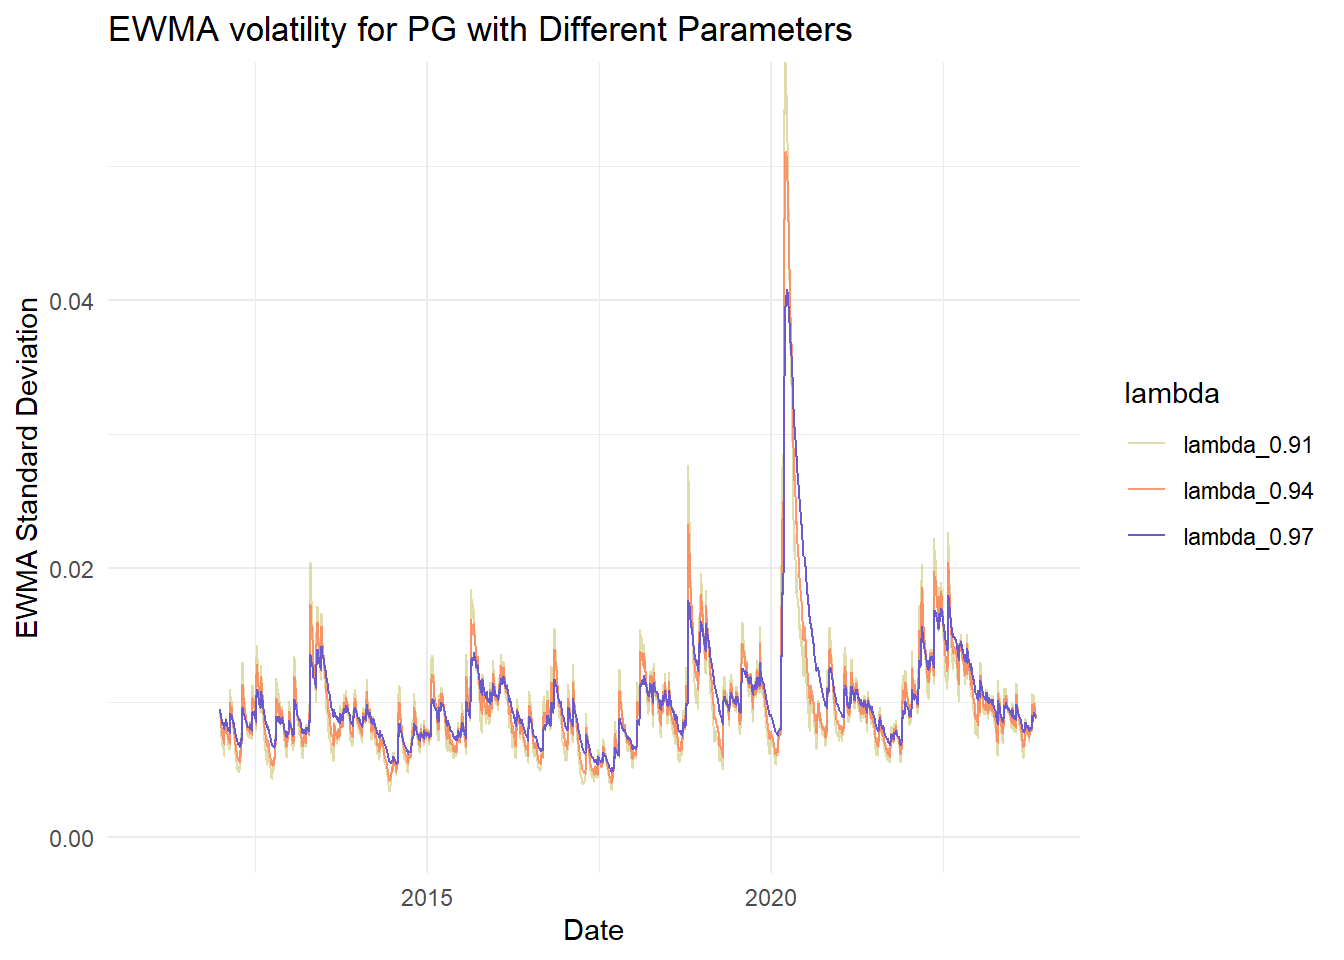 EWMA volatility for PG with Different Parameters
EWMA Standard Deviation
0.04
0.02
0.00
2015
2020
Date
lambda
lambda_0.91
lambda_0.94
lambda_0.97